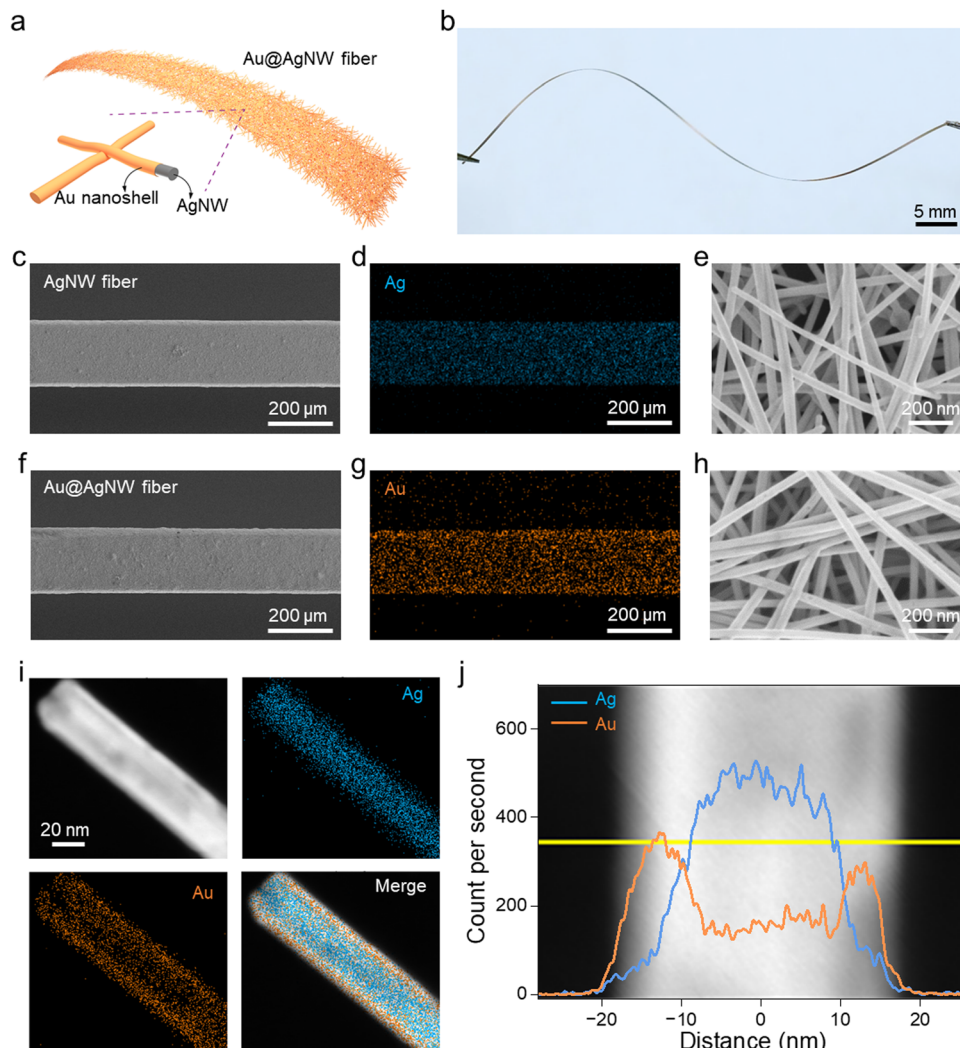 a
Au@AgNW fiber
Au nanoshell
AgNW
b
5 mm
c
AgNW fiber
200 μm
d
Ag
200 μm
e
200 nm
f
Au@AgNW fiber
200 μm
g
Au
200 μm
h
200 nm
i
20 nm
Ag
Au
Merge
j
Ag
Au
600
400
200
0
Count per second
−20
−10
0
10
20
Distance (nm)